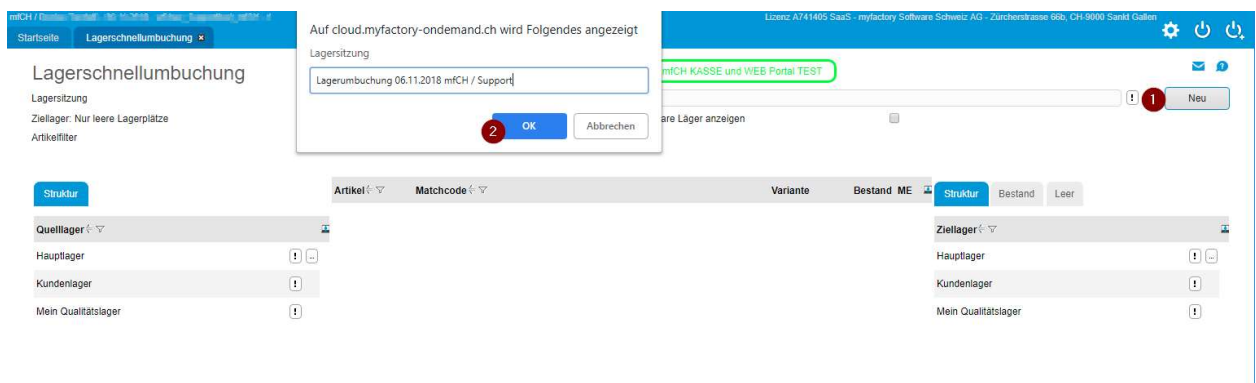 mfCH /
Lizenz A741405 SaaS - myfactory Software Schweiz AG - Zürcherstrasse 66b, CH-9000 Sankt Gallen
Startseite Lagerschnellumbuchung ×
Auf cloud.myfactory-ondemand.ch wird Folgendes angezeigt
Lagersitzung
Lagerumbuchung 06.11.2018 mfCH / Support
2 OK Abbrechen
Lagerschnellumbuchung
mfCH KASSE und WEB Portal TEST
Lagersitzung ! 1 Neu
Ziellager: Nur leere Lagerplätze are Läger anzeigen
Artikelfilter
Struktur
Artikel Matchcode Variante Bestand ME
Struktur Bestand Leer
Quelllager
Hauptlager ! ...
Kundenlager !
Mein Qualitätslager !
Ziellager
Hauptlager ! ...
Kundenlager !
Mein Qualitätslager !